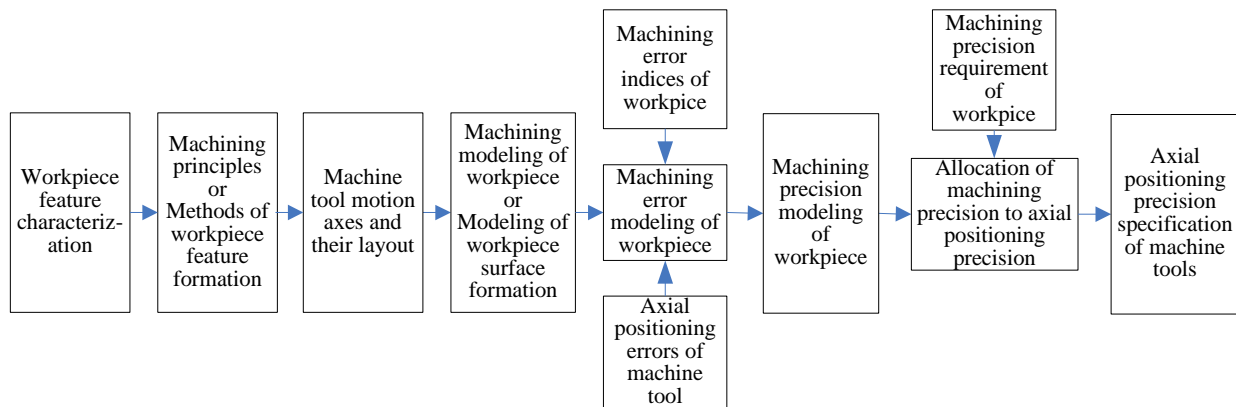 Workpiece
feature
characteriz-
ation
Machining
principles
or
Methods of
workpiece
feature
formation
Machine
tool motion
axes and
their layout
Machining
modeling of
workpiece
or
Modeling of
workpiece
surface
formation
Machining
error
indices of
workpice
Machining
error
modeling of
workpiece
Axial
positioning
errors of
machine
tool
Machining
precision
modeling
of
workpiece
Machining
precision
requirement
of
workpice
Allocation of
machining
precision to axial
positioning
precision
Axial
positioning
precision
specification
of machine
tools